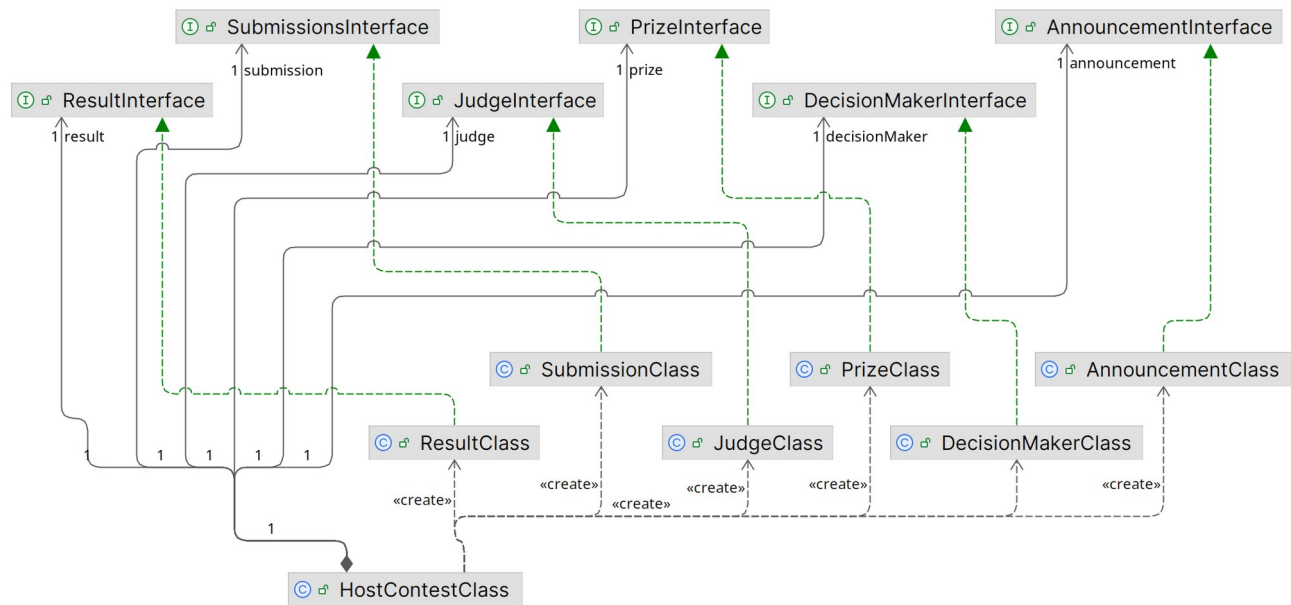 SubmissionsInterface
PrizeInterface
AnnouncementInterface
1 submission
1 prize
1 announcement
ResultInterface
JudgeInterface
DecisionMakerInterface
1 result
1 judge
1 decisionMaker
SubmissionClass
PrizeClass
AnnouncementClass
ResultClass
JudgeClass
DecisionMakerClass
1 1 1 1 1
«create»
«create»
«create»
«create»
«create»
«create»
1
HostContestClass